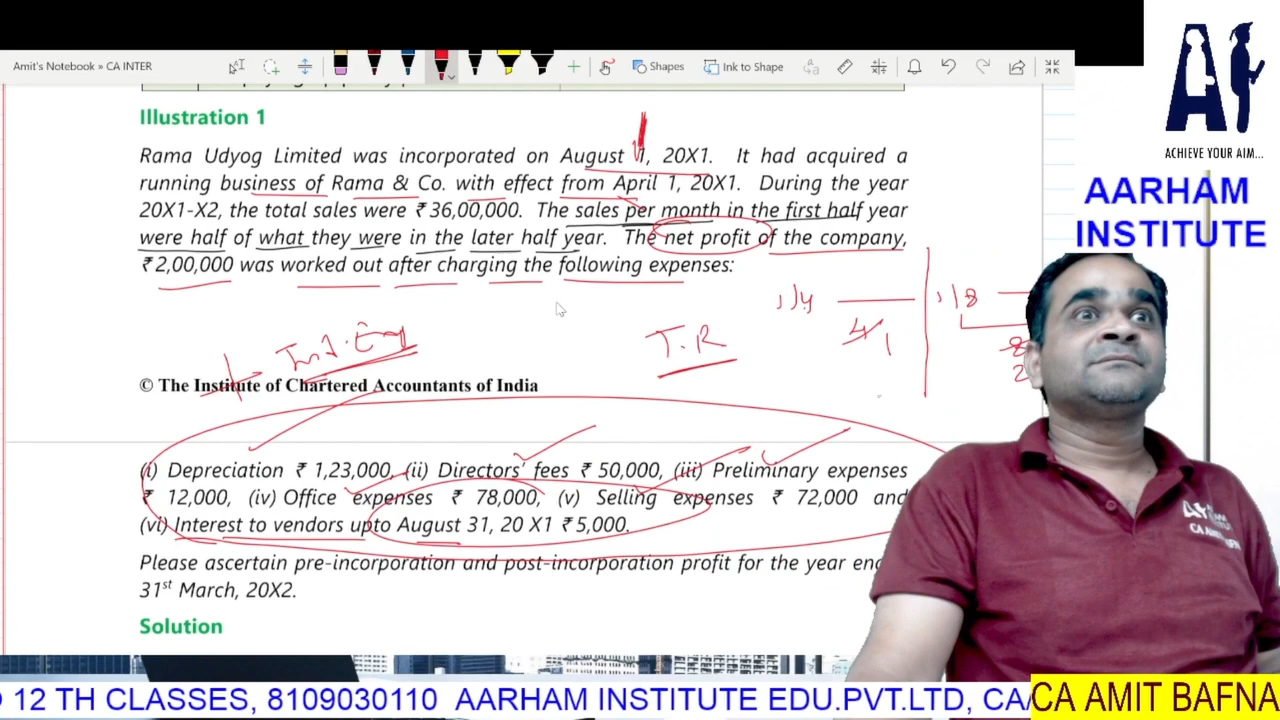 Amit's Notebook » CA INTER
Shapes
Ink to Shape
ACHIEVE YOUR AIM...
AARHAM
INSTITUTE
Illustration 1
Rama Udyog Limited was incorporated on August 1, 20X1. It had acquired a
running business of Rama & Co. with effect from April 1, 20X1. During the year
20X1-X2, the total sales were ₹ 36,00,000. The sales per month in the first half year
were half of what they were in the later half year. The net profit of the company,
₹ 2,00,000 was worked out after charging the following expenses:
T.R
© The Institute of Chartered Accountants of India
(i) Depreciation ₹ 1,23,000, (ii) Directors' fees ₹ 50,000, (iii) Preliminary expenses
₹ 12,000, (iv) Office expenses ₹ 78,000, (v) Selling expenses ₹ 72,000 and
(vi) Interest to vendors upto August 31, 20 X1 ₹ 5,000.
Please ascertain pre-incorporation and post-incorporation profit for the year en
31st March, 20X2.
Solution
12 TH CLASSES, 8109030110 AARHAM INSTITUTE EDU.PVT.LTD, CA
CA AMIT BAFNA